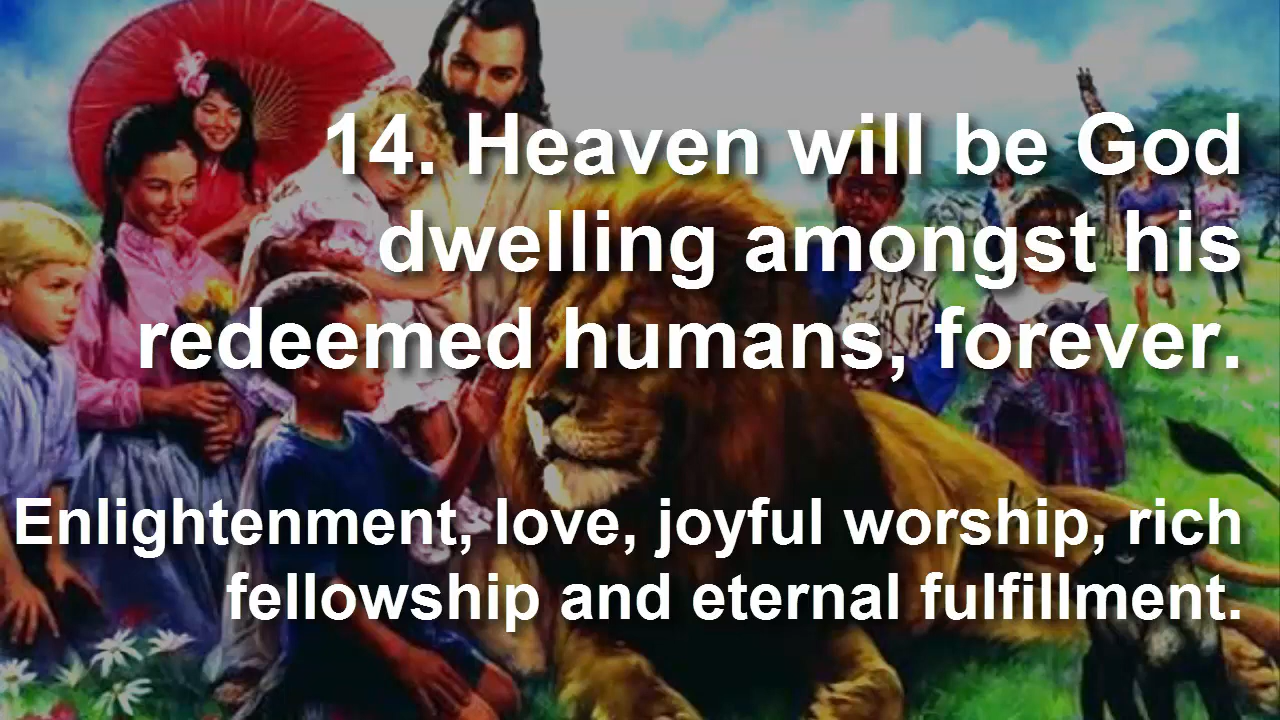 14. Heaven will be God
dwelling amongst his
redeemed humans, forever.
Enlightenment, love, joyful worship, rich
fellowship and eternal fulfillment.